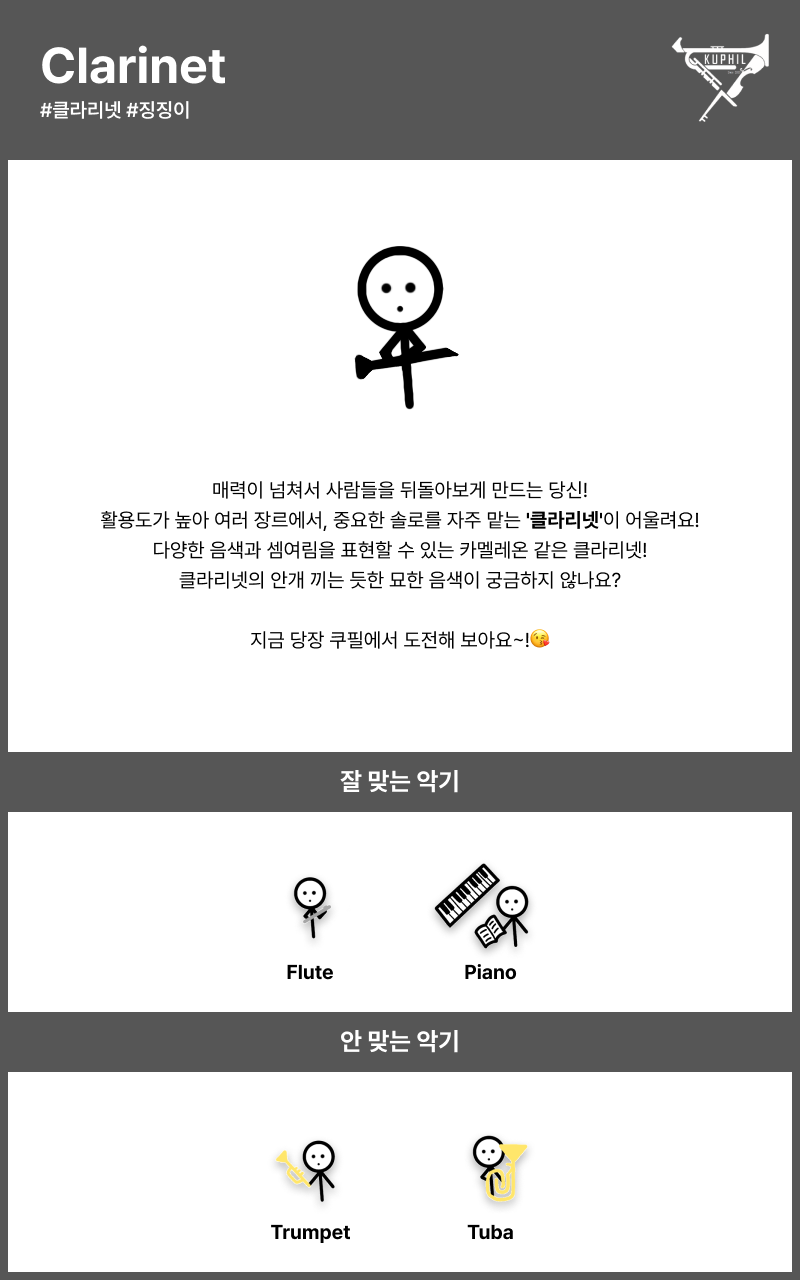 Clarinet
#클라리넷 #징징이
KUPHIL
매력이 넘쳐서 사람들을 뒤돌아보게 만드는 당신!
활용도가 높아 여러 장르에서, 중요한 솔로를 자주 맡는 '클라리넷'이 어울려요!
다양한 음색과 셈여림을 표현할 수 있는 카멜레온 같은 클라리넷!
클라리넷의 안개 끼는 듯한 묘한 음색이 궁금하지 않나요?
지금 당장 쿠필에서 도전해 보아요~!😘
잘 맞는 악기
Flute Piano
안 맞는 악기
Trumpet Tuba